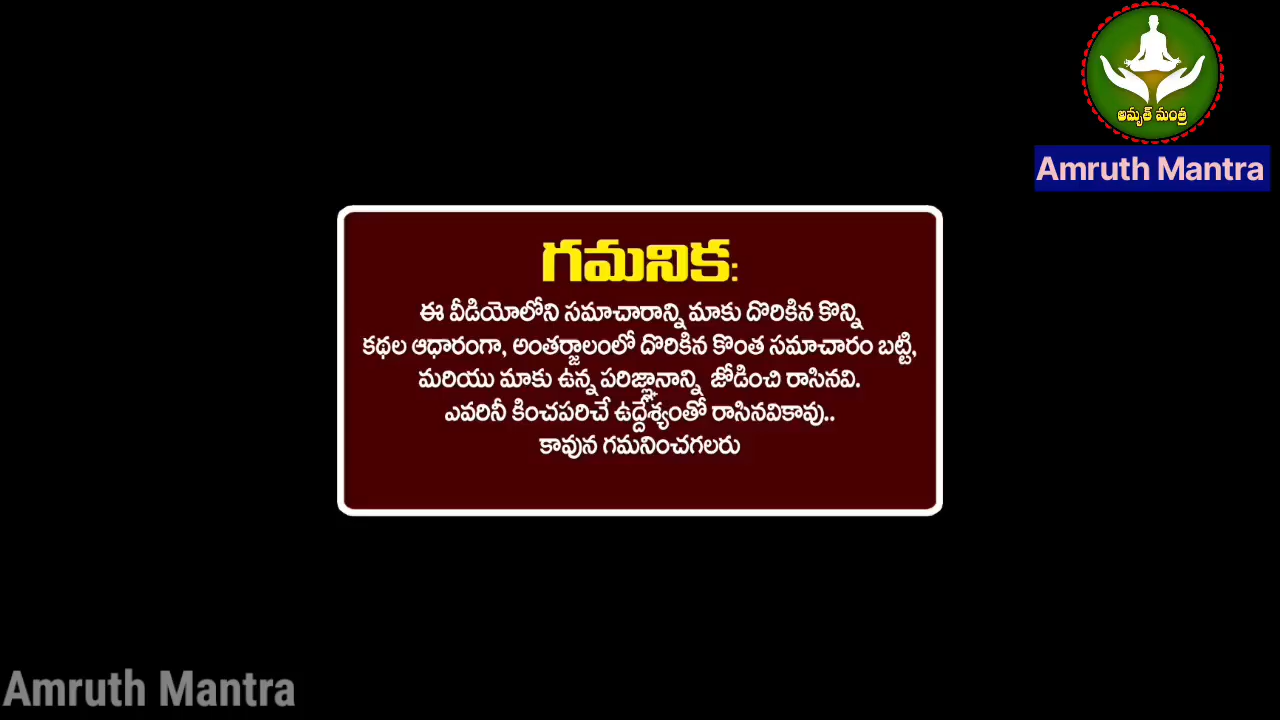 అమృత్ మంత్ర
Amruth Mantra
గమనిక:
ఈ వీడియోలోని సమాచారాన్ని మాకు దొరికిన కొన్ని
కథల ఆధారంగా, అంతర్జాలంలో దొరికిన కొంత సమాచారం బట్టి,
మరియు మాకు ఉన్న పరిజ్ఞానాన్ని జోడించి రాసినవి.
ఎవరినీ కించపరిచే ఉద్దేశ్యంతో రాసినవికావు..
కావున గమనించగలరు
Amruth Mantra